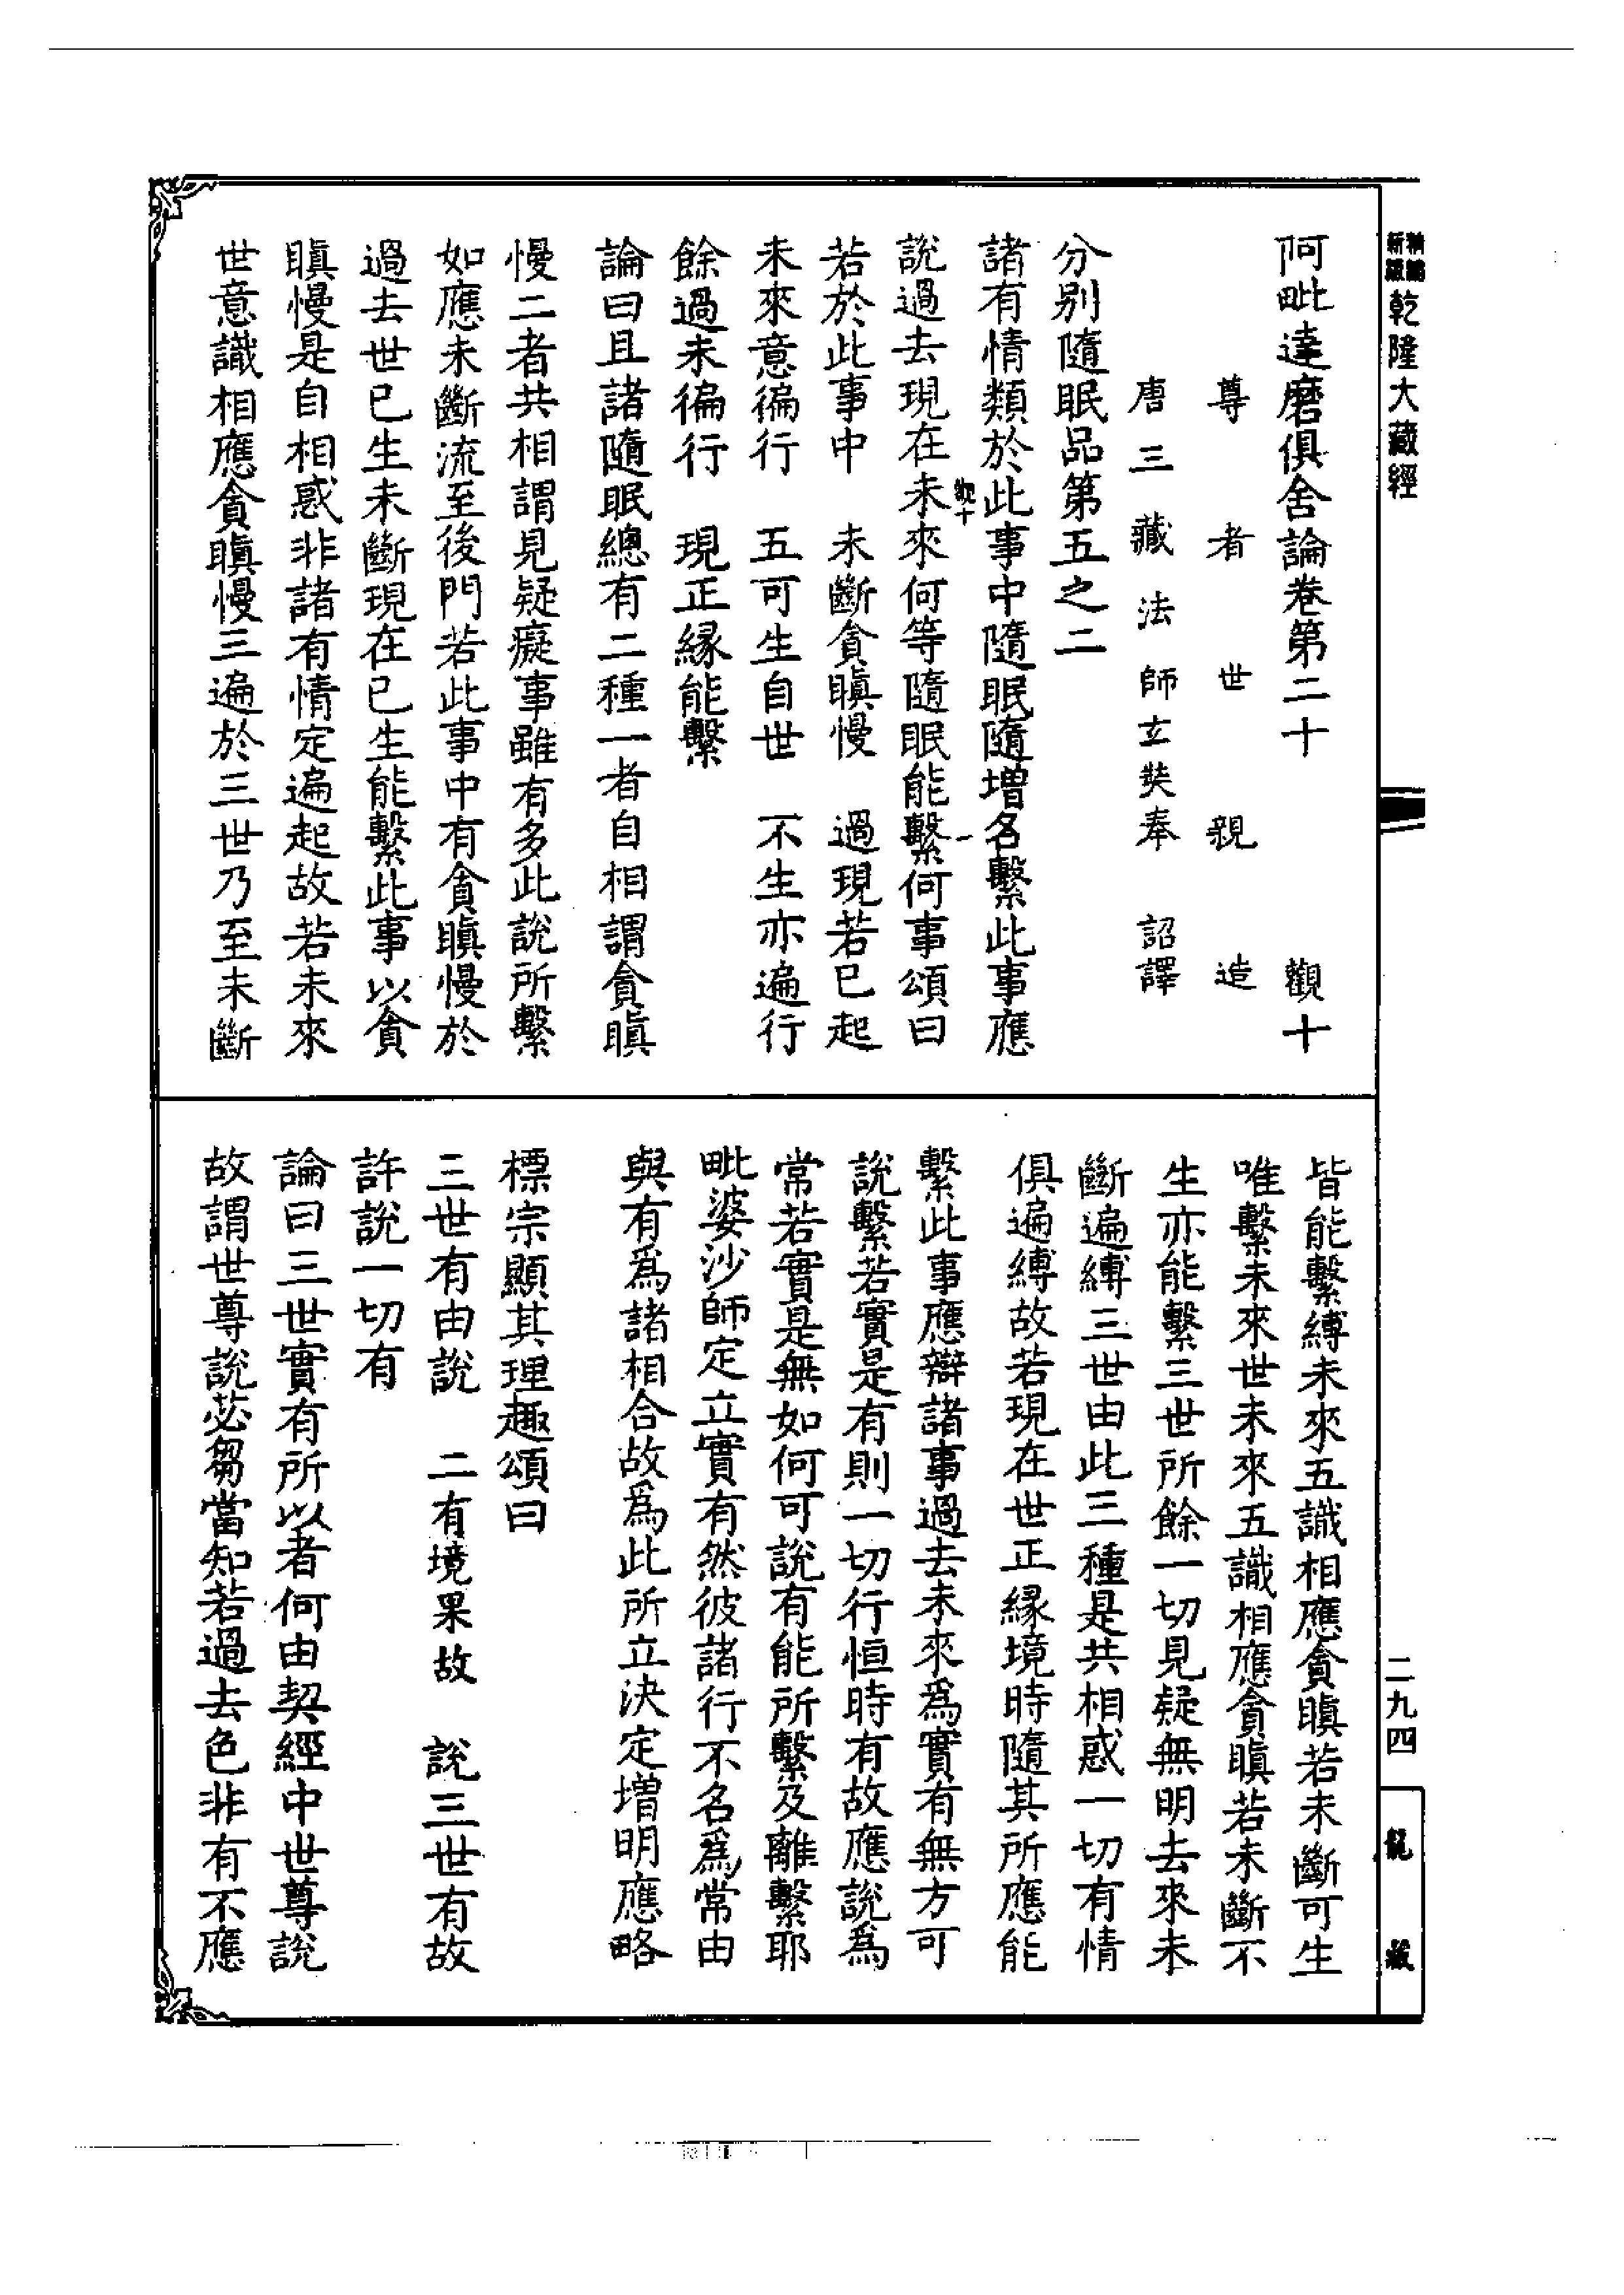 新編縮版乾隆大藏經
阿毗達磨俱舍論卷第二十　觀十
尊者世親造
唐三藏法師玄奘奉　詔譯
分别隨眠品第五之二
諸有情類於此事中隨眠隨增名繫此事應
觀十
一
說過去現在未來何等隨眠能繫何事頌曰
若於此事中　未斷貪瞋慢　過現若已起
未來意徧行　五可生自世　不生亦遍行
餘過未徧行　現正緣能繫
論曰且諸隨眠總有二種一者自相謂貪瞋
慢二者共相謂見疑癡事雖有多此說所繫
如應未斷流至後門若此事中有貪瞋慢於
過去世已生未斷現在已生能繫此事以貪
瞋慢是自相惑非諸有情定遍起故若未來
世意識相應貪瞋慢三遍於三世乃至未斷
皆能繫縛未來五識相應貪瞋若未斷可生
唯繫未來世未來五識相應貪瞋若未斷不
生亦能繫三世所餘一切見疑無明去來未
斷遍縛三世由此三種是共相惑一切有情
俱遍縛故若現在世正緣境時隨其所應能
繫此事應辯諸事過去未來爲實有無方可
說繫若實是有則一切行恒時有故應說爲
常若實是無如何可說有能所繫及離繫耶
毗婆沙師定立實有然彼諸行不名爲常由
與有爲諸相合故爲此所立決定增明應略
標宗顯其理趣頌曰
三世有由說　二有境果故　說三世有故
許說一切有
論曰三世實有所以者何由契經中世尊說
故謂世尊說苾芻當知若過去色非有不應
二九四
龍藏